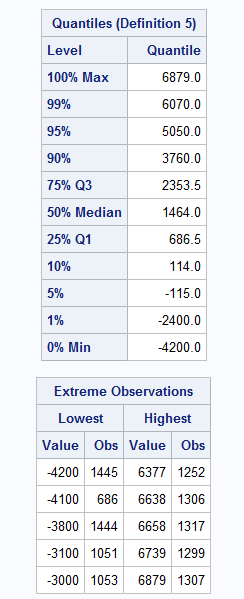 Quantiles (Definition 5)
Level Quantile
100% Max 6879.0
99% 6070.0
95% 5050.0
90% 3760.0
75% Q3 2353.5
50% Median 1464.0
25% Q1 686.5
10% 114.0
5% -115.0
1% -2400.0
0% Min -4200.0
Extreme Observations
Lowest Highest
Value Obs Value Obs
-4200 1445 6377 1252
-4100 686 6638 1306
-3800 1444 6658 1317
-3100 1051 6739 1299
-3000 1053 6879 1307